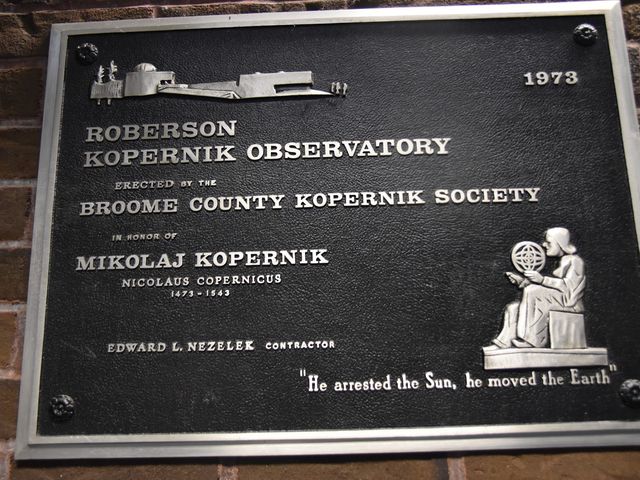 1973
ROBERSON
KOPERNIK OBSERVATORY
ERECTED BY THE
BROOME COUNTY KOPERNIK SOCIETY
IN HONOR OF
MIKOLAJ KOPERNIK
NICOLAUS COPERNICUS
1473 - 1543
EDWARD L. NEZELEK CONTRACTOR
"He arrested the Sun, he moved the Earth"